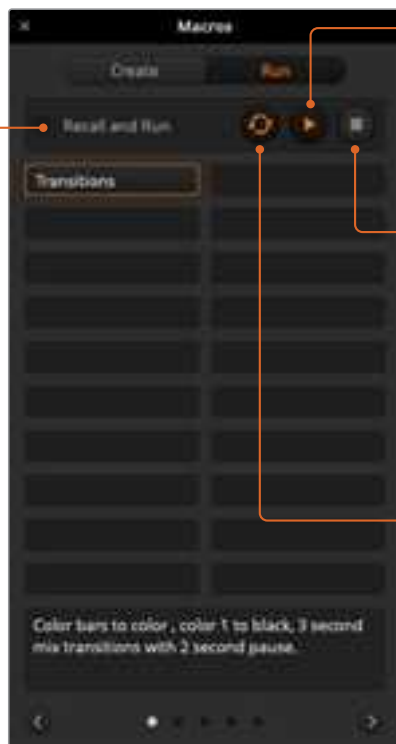 Macros
Create
Run
Recall and Run
Transitions
Color bars to color , color 1 to black, 3 second
mix transitions with 2 second pause.